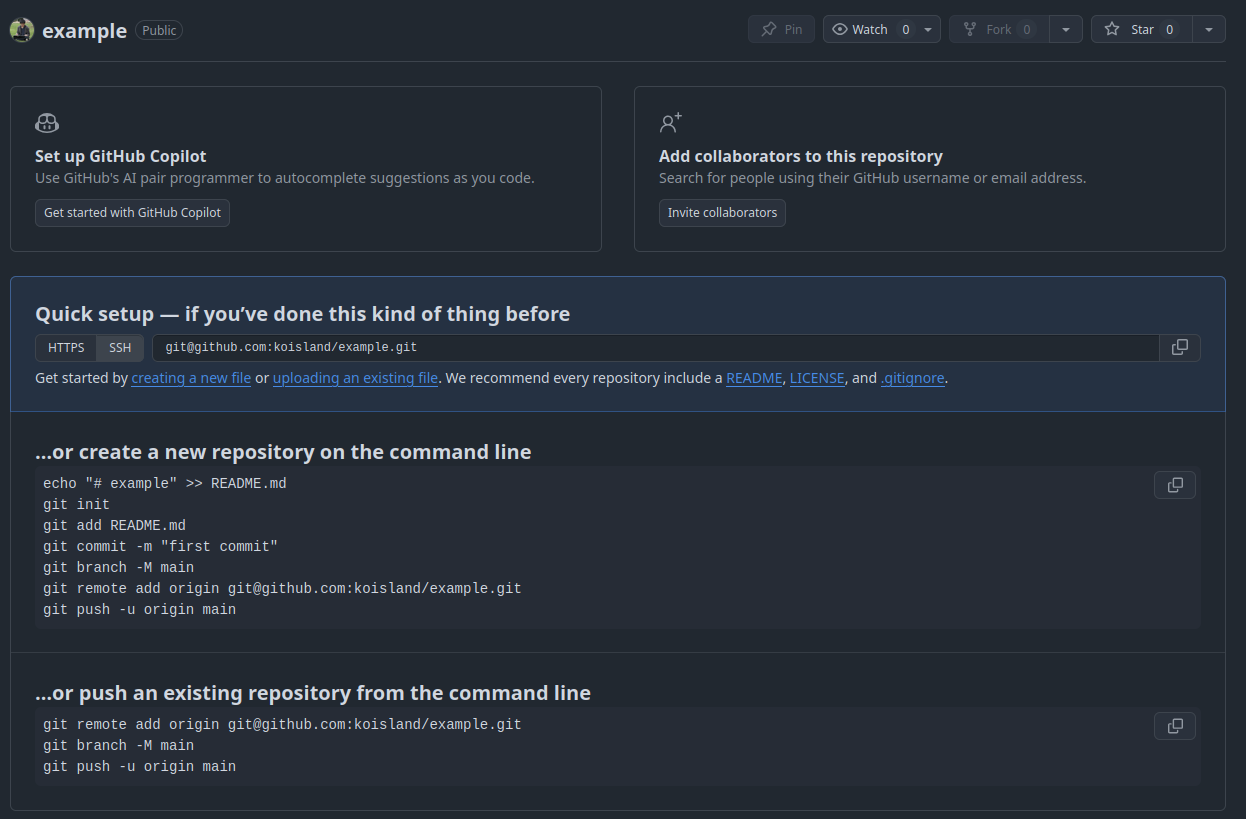 example Public Pin Watch 0 Fork 0 Star 0
Set up GitHub Copilot
Use GitHub's AI pair programmer to autocomplete suggestions as you code.
Get started with GitHub Copilot
Add collaborators to this repository
Search for people using their GitHub username or email address.
Invite collaborators
Quick setup — if you’ve done this kind of thing before
HTTPS SSH git@github.com:koisland/example.git
Get started by creating a new file or uploading an existing file. We recommend every repository include a README, LICENSE, and .gitignore.
…or create a new repository on the command line
echo "# example" >> README.md
git init
git add README.md
git commit -m "first commit"
git branch -M main
git remote add origin git@github.com:koisland/example.git
git push -u origin main
…or push an existing repository from the command line
git remote add origin git@github.com:koisland/example.git
git branch -M main
git push -u origin main